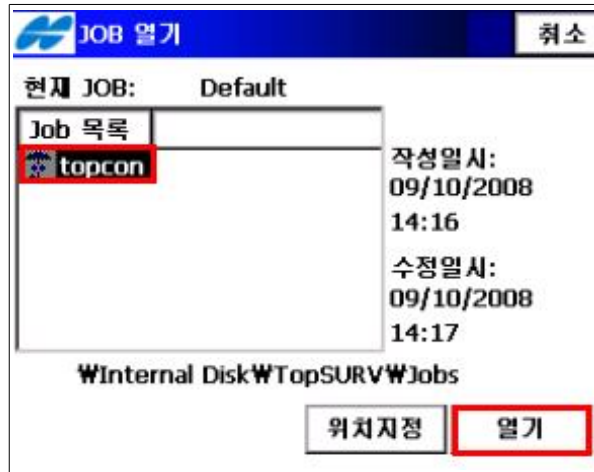 JOB 열기 취소
현재 JOB: Default
Job 목록
topcon
작성일시:
09/10/2008
14:16
수정일시:
09/10/2008
14:17
₩Internal Disk₩TopSURV₩Jobs
위치지정 열기